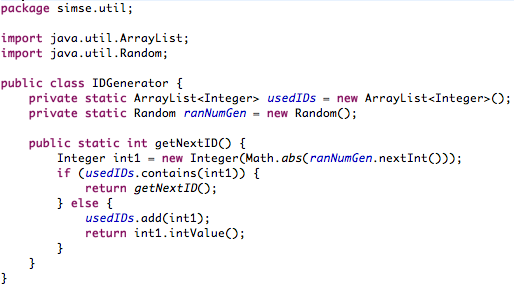 package simse.util;
import java.util.ArrayList;
import java.util.Random;
public class IDGenerator {
private static ArrayList<Integer> usedIDs = new ArrayList<Integer>();
private static Random ranNumGen = new Random();
public static int getNextID() {
Integer int1 = new Integer(Math.abs(ranNumGen.nextInt()));
if (usedIDs.contains(int1)) {
return getNextID();
} else {
usedIDs.add(int1);
return int1.intValue();
}
}
}